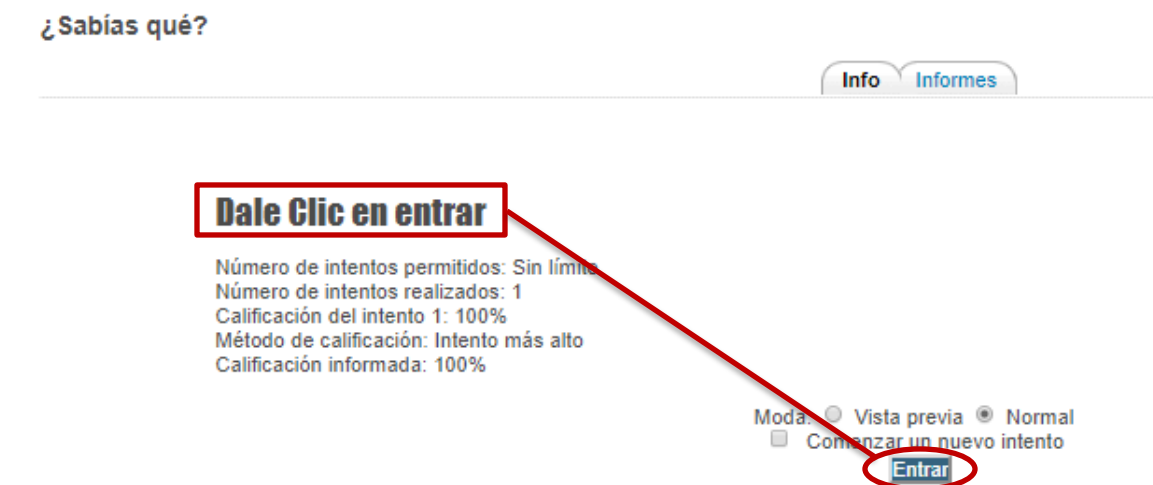 ¿Sabías qué?
Info Informes
Dale Clic en entrar
Número de intentos permitidos: Sin límite
Número de intentos realizados: 1
Calificación del intento 1: 100%
Método de calificación: Intento más alto
Calificación informada: 100%
Moda: Vista previa Normal
Comenzar un nuevo intento
Entrar